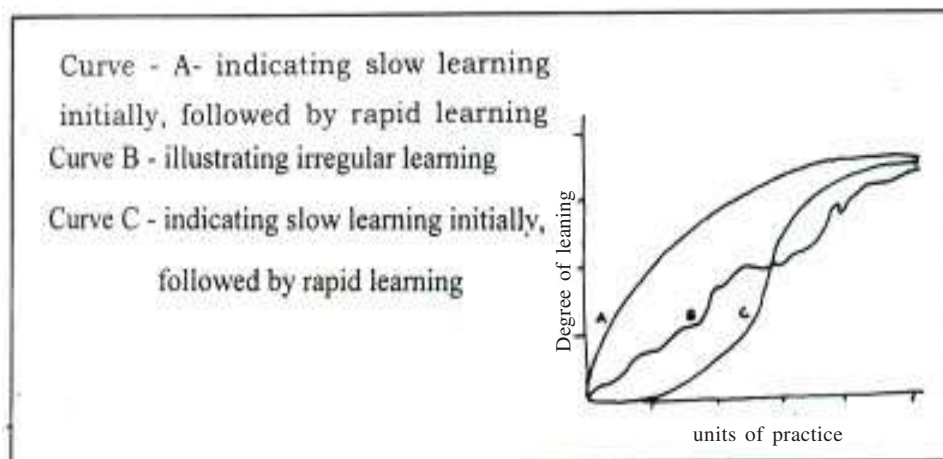 Curve - A- indicating slow learning
initially, followed by rapid learning
Curve B - illustrating irregular learning
Curve C - indicating slow learning initially,
followed by rapid learning
Degree of leaning
A
B
C
units of practice